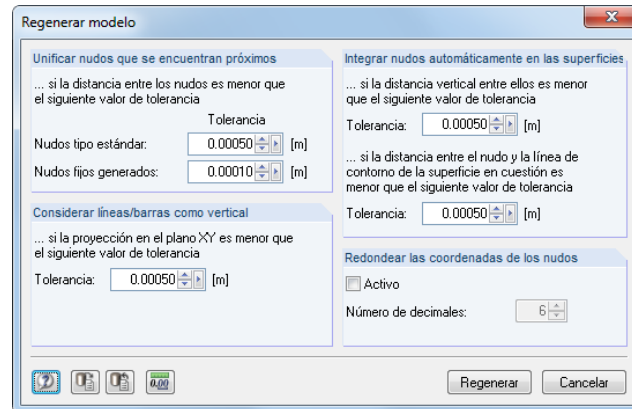 Regenerar modelo
Unificar nudos que se encuentran próximos
... si la distancia entre los nudos es menor que
el siguiente valor de tolerancia
Tolerancia
Nudos tipo estándar: 0.00050 [m]
Nudos fijos generados: 0.00010 [m]
Considerar líneas/barras como vertical
... si la proyección en el plano XY es menor que
el siguiente valor de tolerancia
Tolerancia: 0.00050 [m]
Integrar nudos automáticamente en las superficies
... si la distancia vertical entre ellos es menor
que el siguiente valor de tolerancia
Tolerancia: 0.00050 [m]
... si la distancia entre el nudo y la línea de
contorno de la superficie en cuestión es
menor que el siguiente valor de tolerancia
Tolerancia: 0.00050 [m]
Redondear las coordenadas de los nudos
Activo
Número de decimales: 6
0.00
Regenerar Cancelar